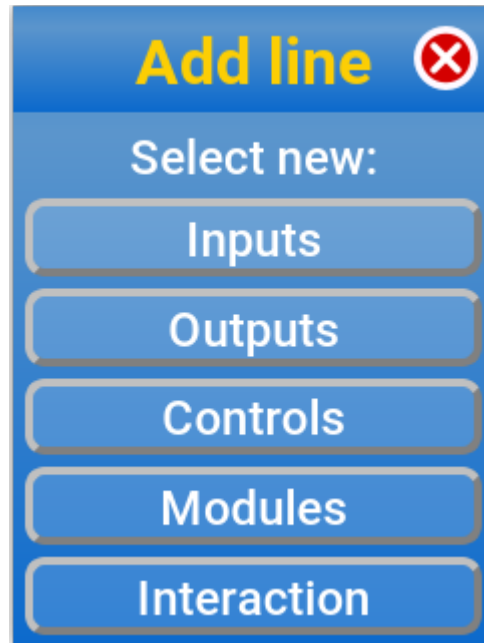 Add line
Select new:
Inputs
Outputs
Controls
Modules
Interaction